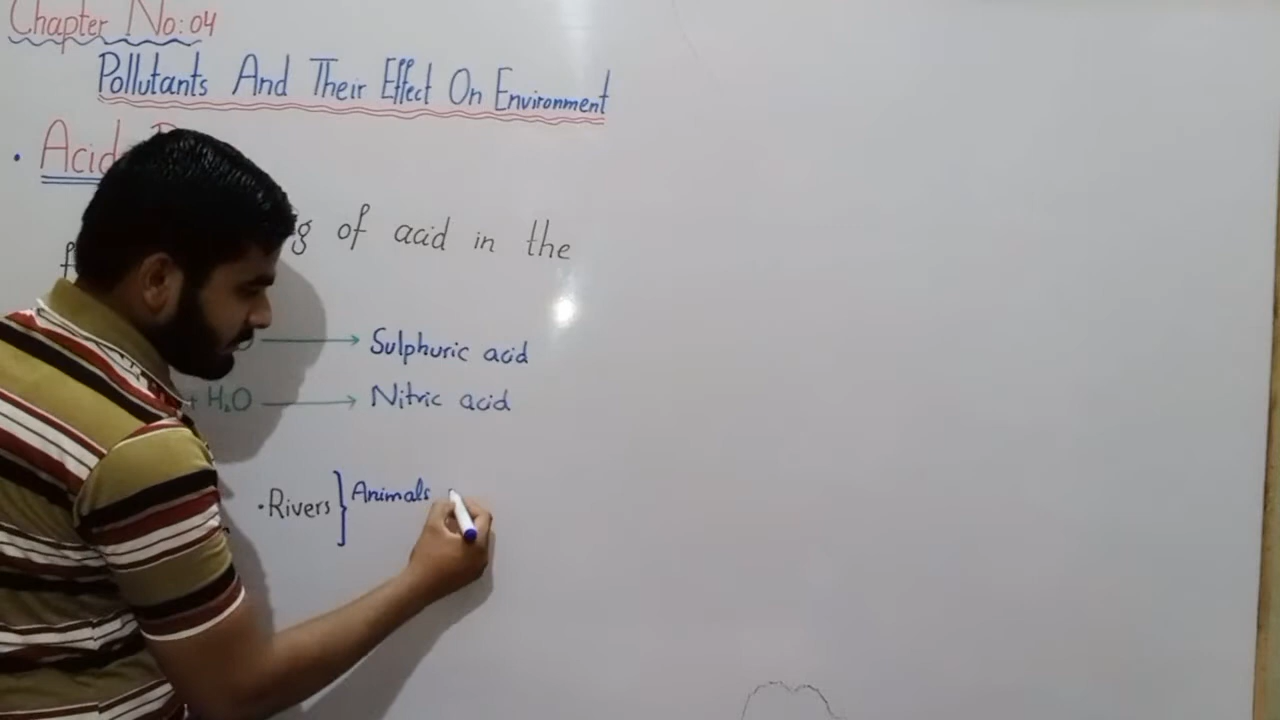 Chapter No:04
Pollutants And Their Effect On Environment
• Acid
of acid in the
→ Sulphuric acid
+ H₂O → Nitric acid
• Rivers } Animals